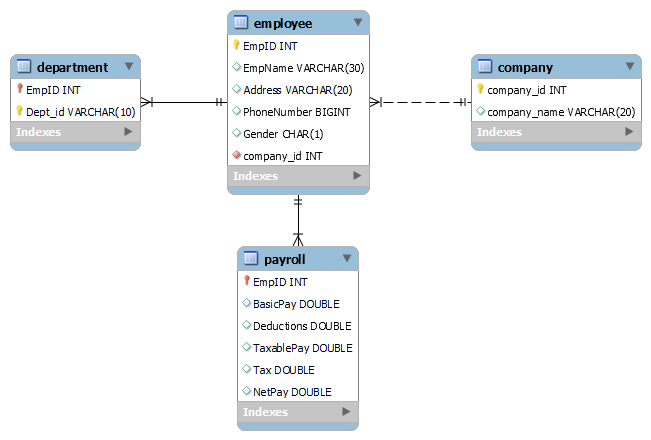 employee
EmpID INT
EmpName VARCHAR(30)
Address VARCHAR(20)
PhoneNumber BIGINT
Gender CHAR(1)
company_id INT
Indexes
department
EmpID INT
Dept_id VARCHAR(10)
Indexes
company
company_id INT
company_name VARCHAR(20)
Indexes
payroll
EmpID INT
BasicPay DOUBLE
Deductions DOUBLE
TaxablePay DOUBLE
Tax DOUBLE
NetPay DOUBLE
Indexes